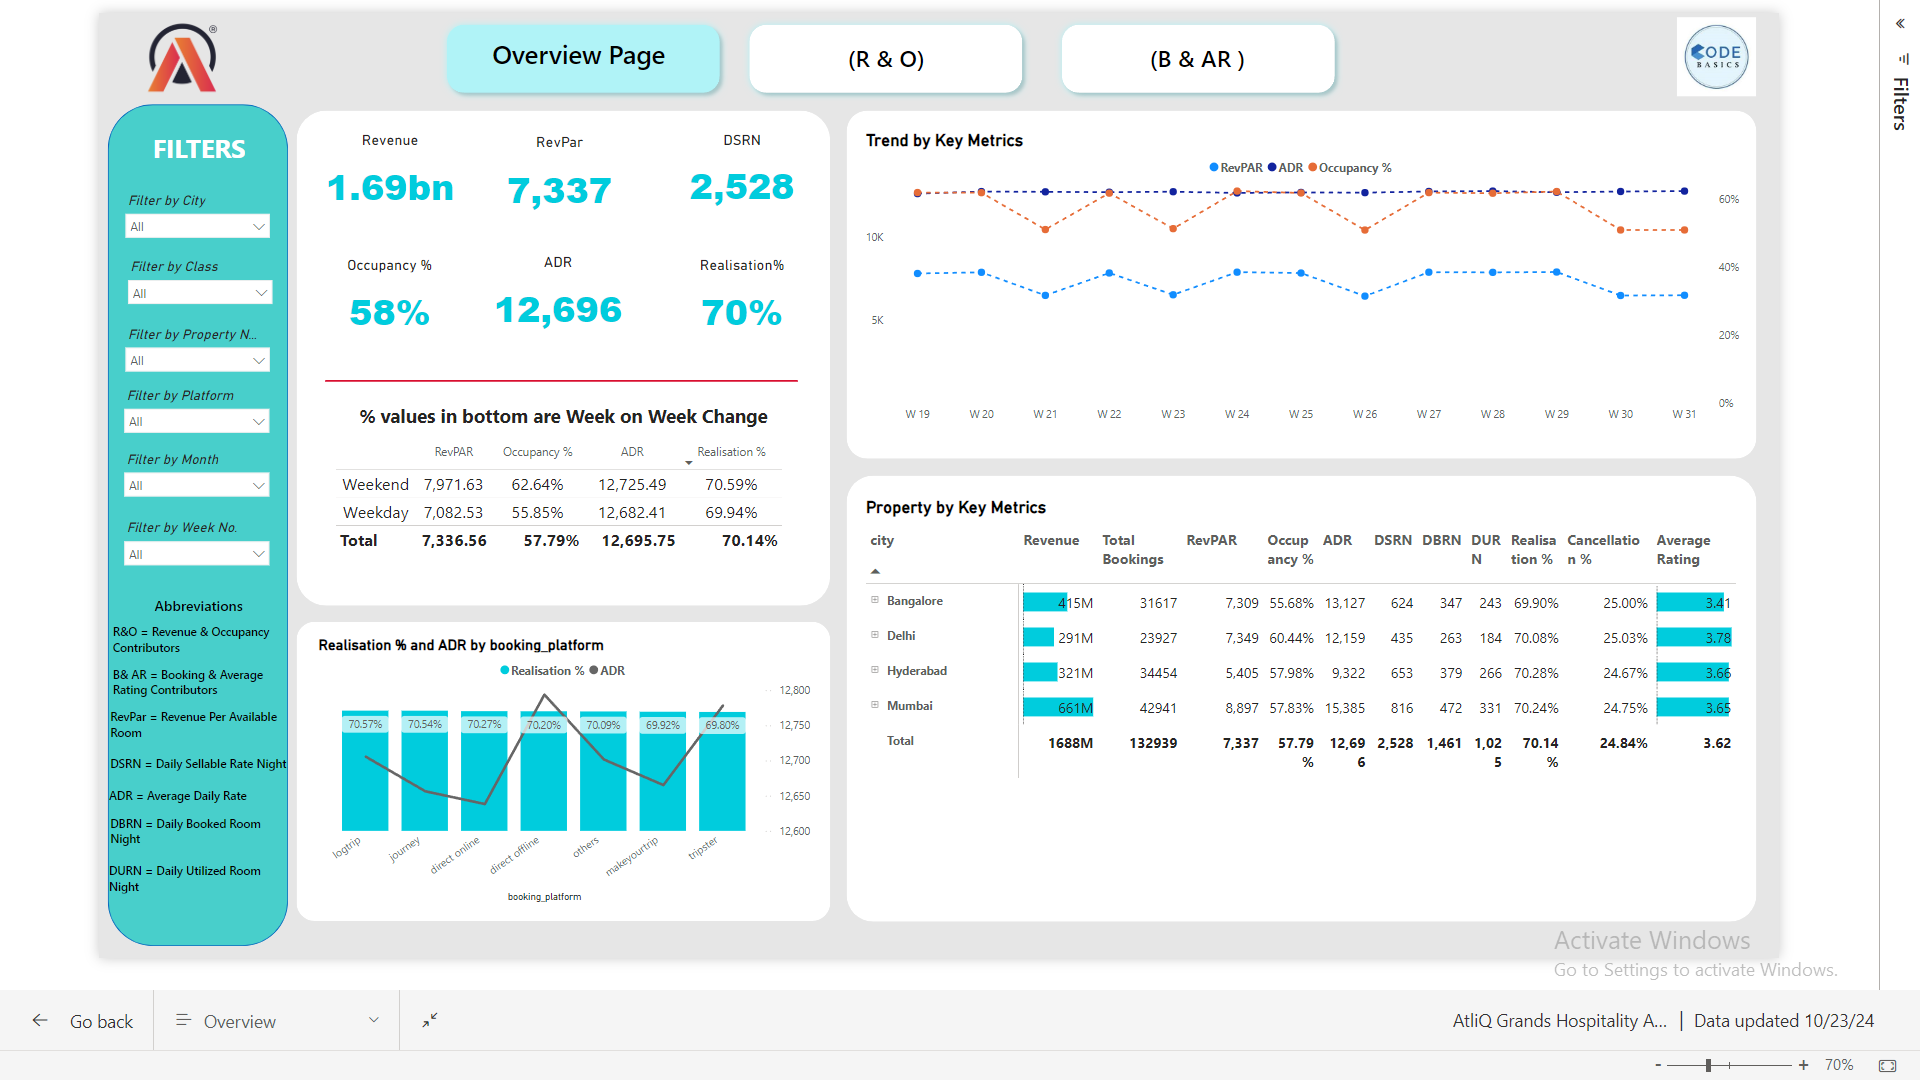 Overview Page
(R & O)
(B & AR )
®
CODE
BASICS
Filters
FILTERS
Filter by City
All
Filter by Class
All
Filter by Property N...
All
Filter by Platform
All
Filter by Month
All
Filter by Week No.
All
Abbreviations
R&O = Revenue & Occupancy
Contributors
B& AR = Booking & Average
Rating Contributors
RevPar = Revenue Per Available
Room
DSRN = Daily Sellable Rate Night
ADR = Average Daily Rate
DBRN = Daily Booked Room
Night
DURN = Daily Utilized Room
Night
Revenue RevPar DSRN
1.69bn 7,337 2,528
Occupancy % ADR Realisation%
58% 12,696 70%
% values in bottom are Week on Week Change
RevPAR Occupancy % ADR Realisation %
Weekend 7,971.63 62.64% 12,725.49 70.59%
Weekday 7,082.53 55.85% 12,682.41 69.94%
Total 7,336.56 57.79% 12,695.75 70.14%
Realisation % and ADR by booking_platform
Realisation % ADR
12,800
12,750
12,700
12,650
12,600
70.57% 70.54% 70.27% 70.20% 70.09% 69.92% 69.80%
logtrip journey direct online direct offline others makeyourtrip tripster
booking_platform
Trend by Key Metrics
RevPAR ADR Occupancy %
10K
5K
60%
40%
20%
0%
W 19 W 20 W 21 W 22 W 23 W 24 W 25 W 26 W 27 W 28 W 29 W 30 W 31
Property by Key Metrics
city Revenue Total RevPAR Occup ADR DSRN DBRN DUR Realisa Cancellatio Average
Bookings ancy % N tion % n % Rating
Bangalore 415M 31617 7,309 55.68% 13,127 624 347 243 69.90% 25.00% 3.41
Delhi 291M 23927 7,349 60.44% 12,159 435 263 184 70.08% 25.03% 3.78
Hyderabad 321M 34454 5,405 57.98% 9,322 653 379 266 70.28% 24.67% 3.66
Mumbai 661M 42941 8,897 57.83% 15,385 816 472 331 70.24% 24.75% 3.65
Total 1688M 132939 7,337 57.79 12,69 2,528 1,461 1,02 70.14 24.84% 3.62
% 6 5 %
Activate Windows
Go to Settings to activate Windows.
Go back
Overview
AtliQ Grands Hospitality A... | Data updated 10/23/24
- + 70%